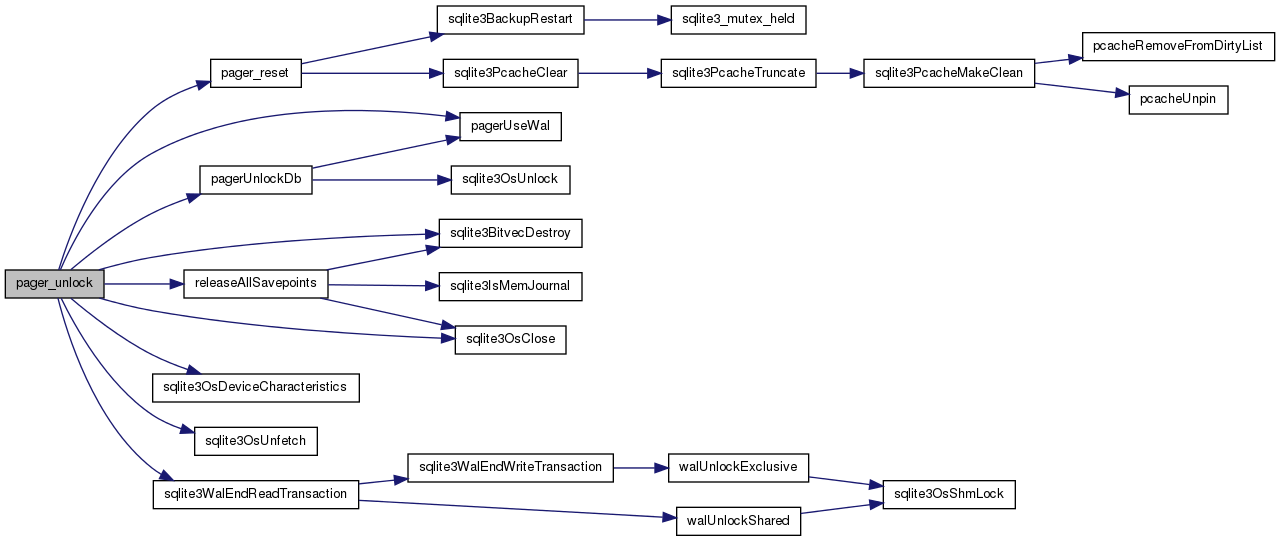 sqlite3BackupRestart
sqlite3_mutex_held
pcacheRemoveFromDirtyList
pager_reset
sqlite3PcacheClear
sqlite3PcacheTruncate
sqlite3PcacheMakeClean
pcacheUnpin
pagerUseWal
pagerUnlockDb
sqlite3OsUnlock
sqlite3BitvecDestroy
pager_unlock
releaseAllSavepoints
sqlite3IsMemJournal
sqlite3OsClose
sqlite3OsDeviceCharacteristics
sqlite3OsUnfetch
sqlite3WalEndWriteTransaction
walUnlockExclusive
sqlite3WalEndReadTransaction
sqlite3OsShmLock
walUnlockShared